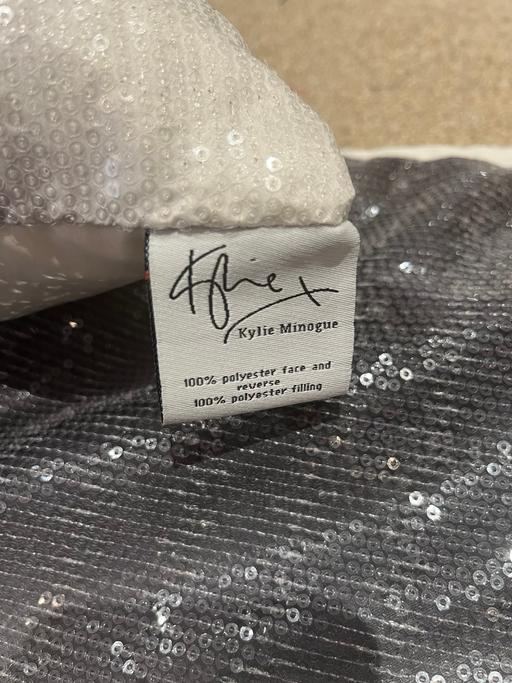 Kylie x
Kylie Minogue
100% polyester face and
reverse
100% polyester filling